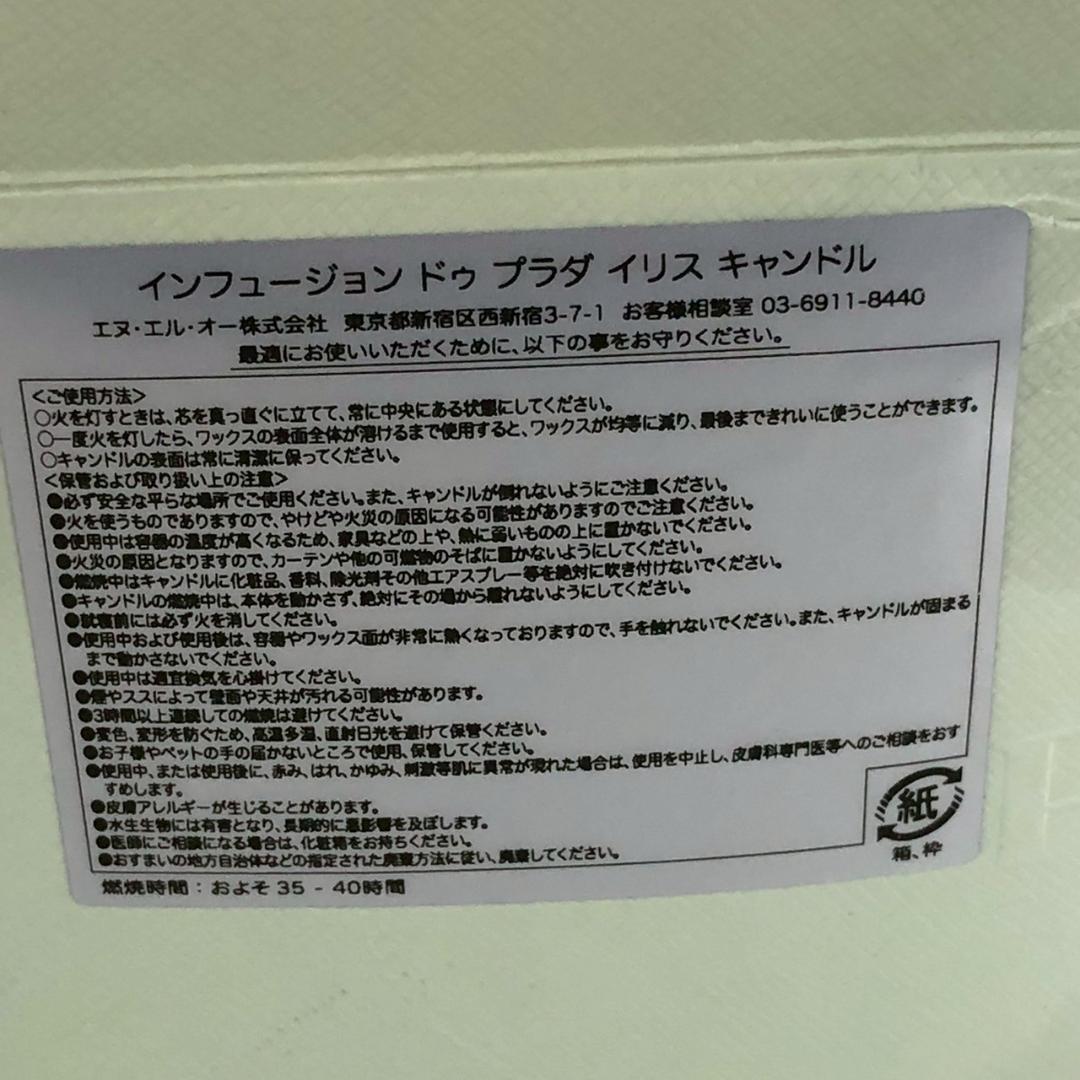 インフュージョン ドゥ プラダ イリス キャンドル
エヌ・エル・オー株式会社 東京都新宿区西新宿3-7-1 お客様相談室 03-6911-8440
最適にお使いいただくために、以下の事をお守りください。
<ご使用方法>
○火を灯すときは、芯を真っ直ぐに立てて、常に中央にある状態にしてください。
○一度火を灯したら、ワックスの表面全体が溶けるまで使用すると、ワックスが均等に減り、最後まできれいに使うことができます。
○キャンドルの表面は常に清潔に保ってください。
<保管および取り扱い上の注意>
●必ず安全な平らな場所でご使用ください。また、キャンドルが倒れないようにご注意ください。
●火を使うものでありますので、やけどや火災の原因になる可能性がありますのでご注意ください。
●使用中は容器の温度が高くなるため、家具などの上や、熱に弱いものの上に置かないでください。
●火災の原因となりますので、カーテンや他の可燃物のそばに置かないようにしてください。
●燃焼中はキャンドルに化粧品、香料、除光剤その他エアスプレー等を絶対に吹き付けないでください。
●キャンドルの燃焼中は、本体を動かさず、絶対にその場から離れないようにしてください。
●就寝前には必ず火を消してください。
●使用中および使用後は、容器やワックス面が非常に熱くなっておりますので、手を触れないでください。また、キャンドルが固まる
まで動かさないでください。
●使用中は適宜換気を心掛けてください。
●煙やススによって壁面や天井が汚れる可能性があります。
●3時間以上連続しての燃焼は避けてください。
●変色、変形を防ぐため、高温多湿、直射日光を避けて保管ください。
●お子様やペットの手の届かないところで使用、保管してください。
●使用中、または使用後に、赤み、はれ、かゆみ、刺激等肌に異常が現れた場合は、使用を中止し、皮膚科専門医等へのご相談をおす
すめします。
●皮膚アレルギーが生じることがあります。
●水生生物には有害となり、長期的に悪影響を及ぼします。
●医師にご相談になる場合は、化粧箱をお持ちください。
●おすまいの地方自治体などの指定された廃棄方法に従い、廃棄してください。
紙
箱、枠
燃焼時間：およそ 35 - 40時間